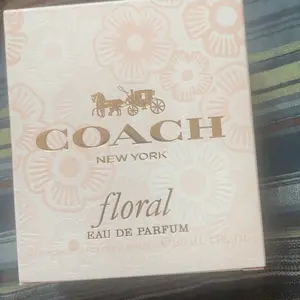 COACH
NEW YORK
floral
EAU DE PARFUM